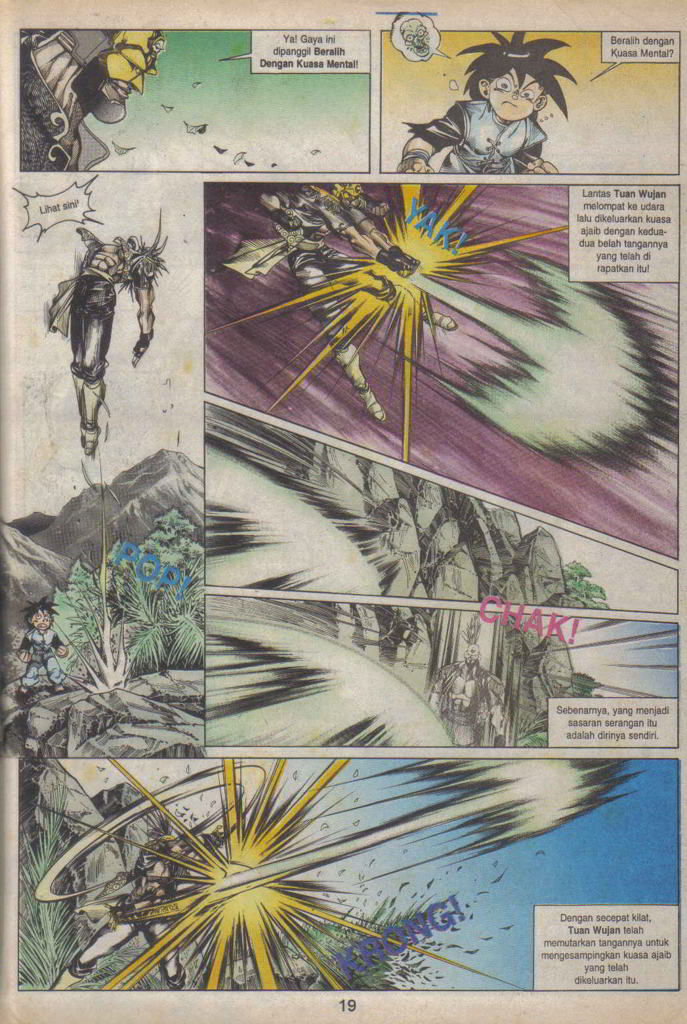 Ya! Gaya ini
dipanggil Beralih
Dengan Kuasa Mental!
Beralih dengan
Kuasa Mental?
Lihat sini!
POP!
YAK!
Lantas Tuan Wujan
melompat ke udara
lalu dikeluarkan kuasa
ajaib dengan kedua-
dua belah tangannya
yang telah di
rapatkan itu!
CHAK!
Sebenarnya, yang menjadi
sasaran serangan itu
adalah dirinya sendiri.
KRONG!
Dengan secepat kilat,
Tuan Wujan telah
memutarkan tangannya untuk
mengesampingkan kuasa ajaib
yang telah
dikeluarkan itu.
19